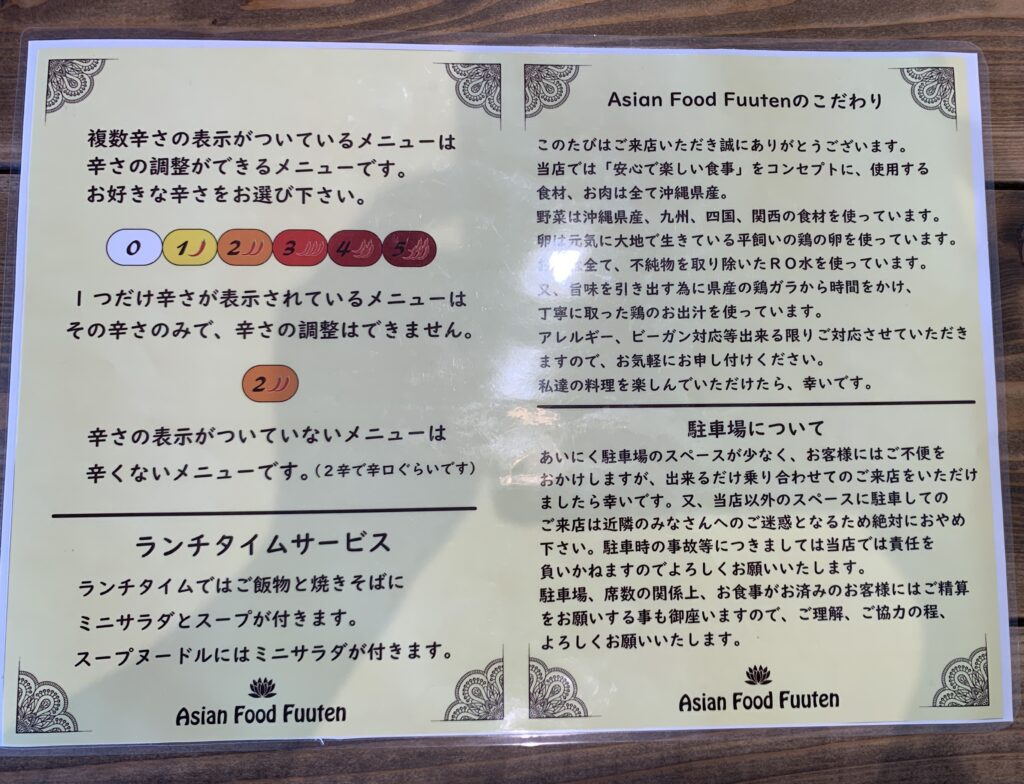 複数辛さの表示がついているメニューは
辛さの調整ができるメニューです。
お好きな辛さをお選び下さい。
0 1 2 3 4 5
1つだけ辛さが表示されているメニューは
その辛さのみで、辛さの調整はできません。
2
辛さの表示がついていないメニューは
辛くないメニューです。(2辛で辛口ぐらいです)
ランチタイムサービス
ランチタイムではご飯物と焼きそばに
ミニサラダとスープが付きます。
スープヌードルにはミニサラダが付きます。
Asian Food Fuuten
Asian Food Fuutenのこだわり
このたびはご来店いただき誠にありがとうございます。
当店では「安心で楽しい食事」をコンセプトに、使用する
食材、お肉は全て沖縄県産。
野菜は沖縄県産、九州、四国、関西の食材を使っています。
卵は元気に大地で生きている平飼いの鶏の卵を使っています。
全て、不純物を取り除いたRO水を使っています。
又、旨味を引き出す為に県産の鶏ガラから時間をかけ、
丁寧に取った鶏のお出汁を使っています。
アレルギー、ビーガン対応等出来る限りご対応させていただき
ますので、お気軽にお申し付けください。
私達の料理を楽しんでいただけたら、幸いです。
駐車場について
あいにく駐車場のスペースが少なく、お客様にはご不便を
おかけしますが、出来るだけ乗り合わせてのご来店をいただけ
ましたら幸いです。又、当店以外のスペースに駐車しての
ご来店は近隣のみなさんへのご迷惑となるため絶対におやめ
下さい。駐車時の事故等につきましては当店では責任を
負いかねますのでよろしくお願いいたします。
駐車場、席数の関係上、お食事がお済みのお客様にはご精算
をお願いする事も御座いますので、ご理解、ご協力の程、
よろしくお願いいたします。
Asian Food Fuuten